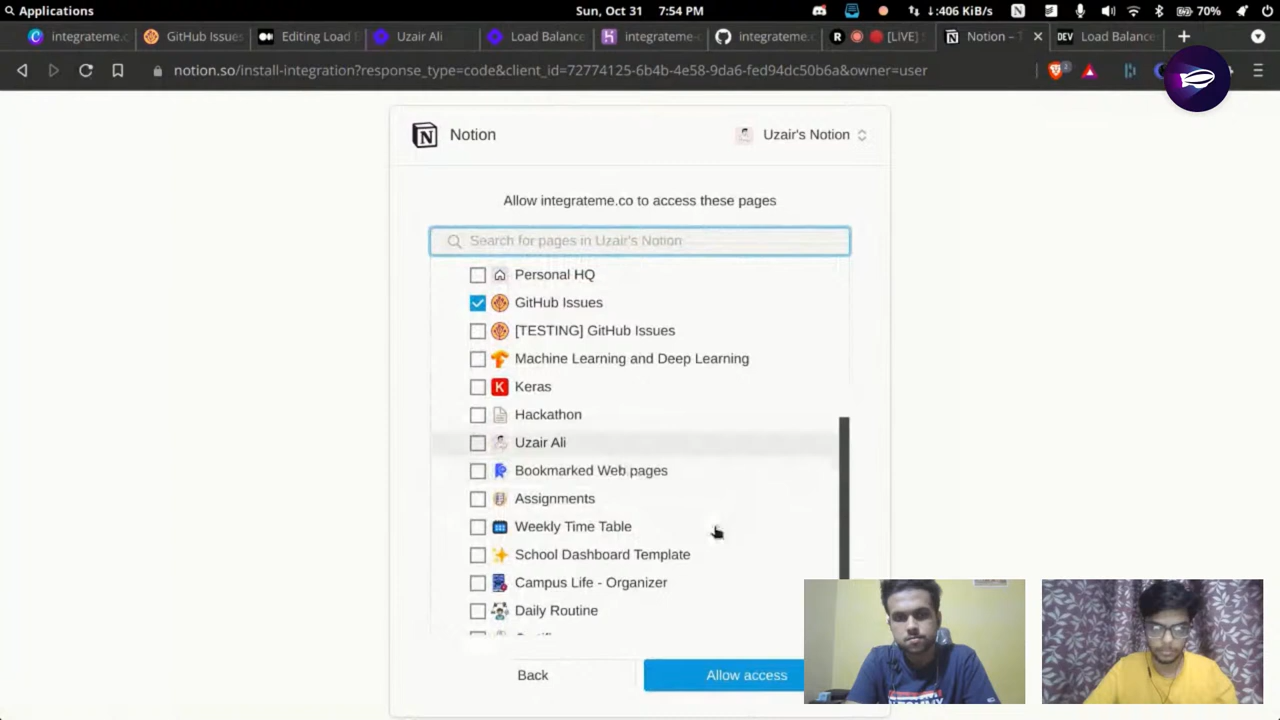 Applications
Sun, Oct 31 7:54 PM
↑↓ 406 KiB/s
70%
integrateme.c
GitHub Issues
Editing Load B
Uzair Ali
Load Balance
integrateme-
integrateme.
[LIVE]
Notion – T
DEV Load Balance
notion.so/install-integration?response_type=code&client_id=72774125-6b4b-4e58-9da6-fed94dc50b6a&owner=user
Notion
Uzair's Notion
Allow integrateme.co to access these pages
Search for pages in Uzair's Notion
Personal HQ
GitHub Issues
[TESTING] GitHub Issues
Machine Learning and Deep Learning
K Keras
Hackathon
Uzair Ali
Bookmarked Web pages
Assignments
Weekly Time Table
School Dashboard Template
Campus Life - Organizer
Daily Routine
Back
Allow access